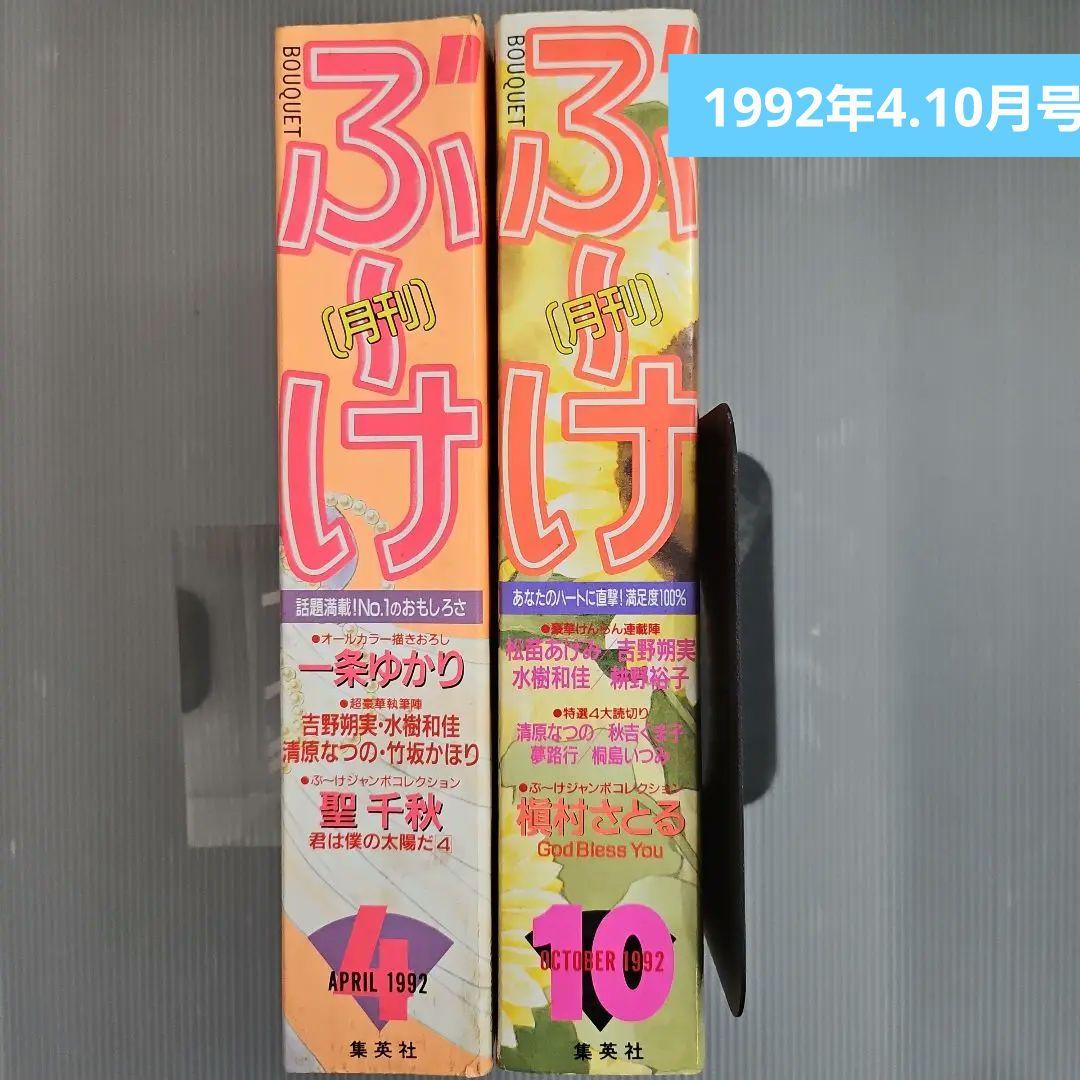 1992年4.10月号
BOUQUET
ぶ〜け
(月刊)
話題満載!No.1のおもしろさ
●オールカラー描きおろし
一条ゆかり
●超豪華執筆陣
吉野朔実・水樹和佳
清原なつの・竹坂かほり
●ぶ〜けジャンボコレクション
聖 千秋
君は僕の太陽だ[4]
4
APRIL 1992
集英社
BOUQUET
ぶ〜け
(月刊)
あなたのハートに直撃!満足度100%
●豪華けんらん連載陣
松苗あけみ/吉野朔実
水樹和佳/耕野裕子
●特選4大読切り
清原なつの/秋吉くま子
夢路行/桐島いつみ
●ぶ〜けジャンボコレクション
槇村さとる
God Bless You
10
OCTOBER 1992
集英社